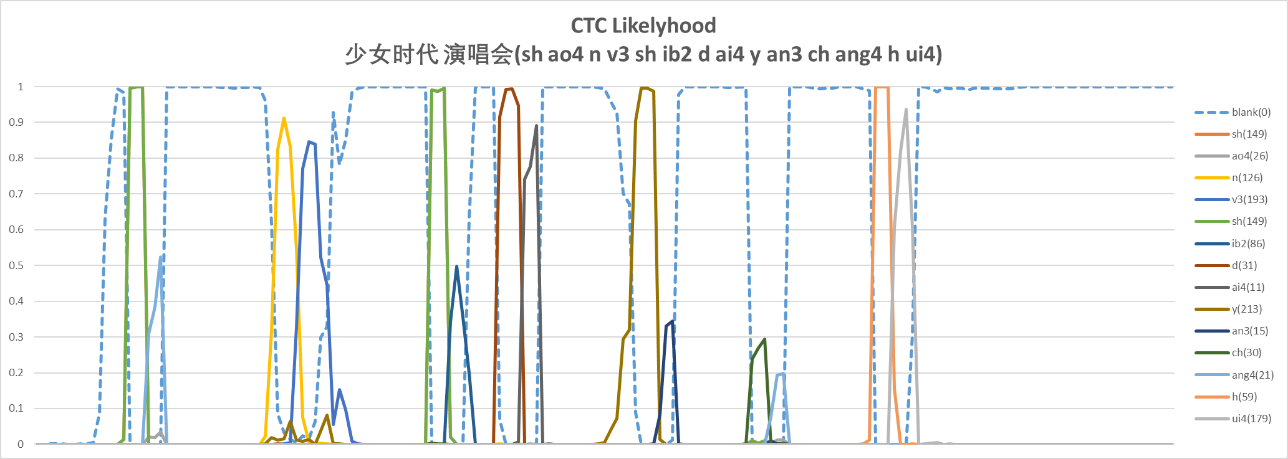 CTC Likelyhood
少女时代 演唱会(sh ao4 n v3 sh ib2 d ai4 y an3 ch ang4 h ui4)
1
0.9
0.8
0.7
0.6
0.5
0.4
0.3
0.2
0.1
0
blank(0)
sh(149)
ao4(26)
n(126)
v3(193)
sh(149)
ib2(86)
d(31)
ai4(11)
y(213)
an3(15)
ch(30)
ang4(21)
h(59)
ui4(179)